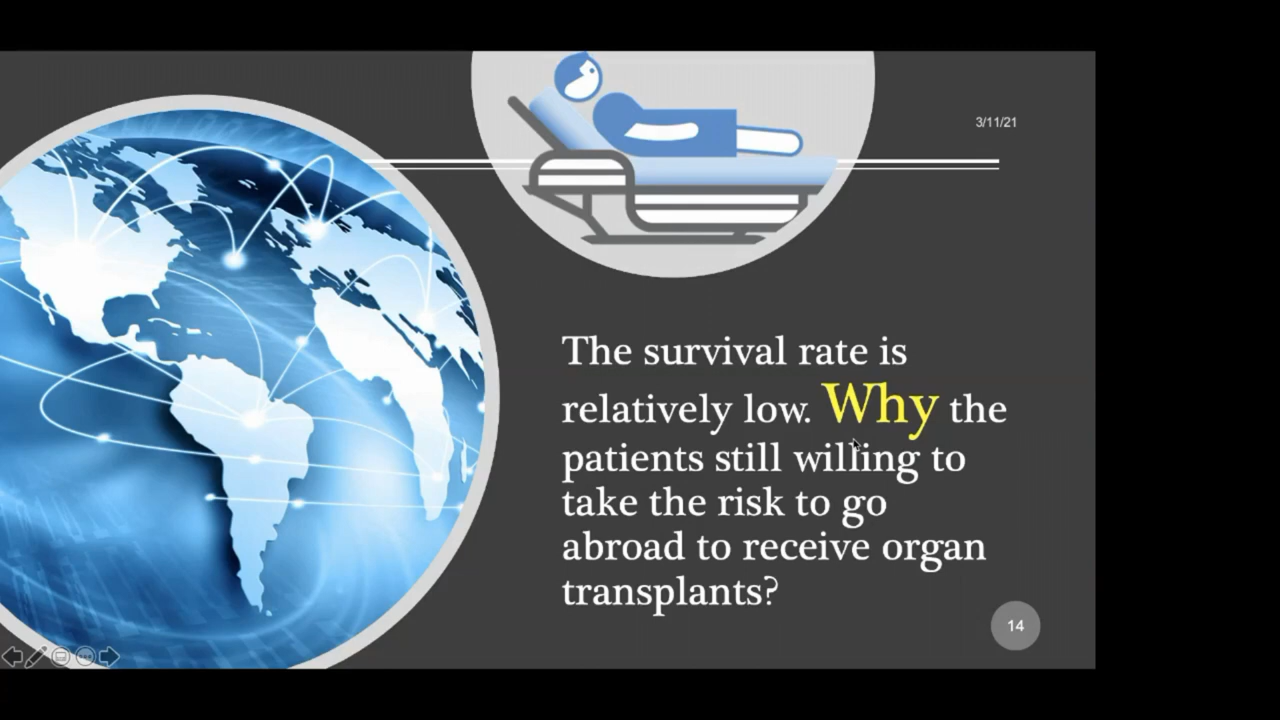 3/11/21
The survival rate is
relatively low. Why the
patients still willing to
take the risk to go
abroad to receive organ
transplants?
14